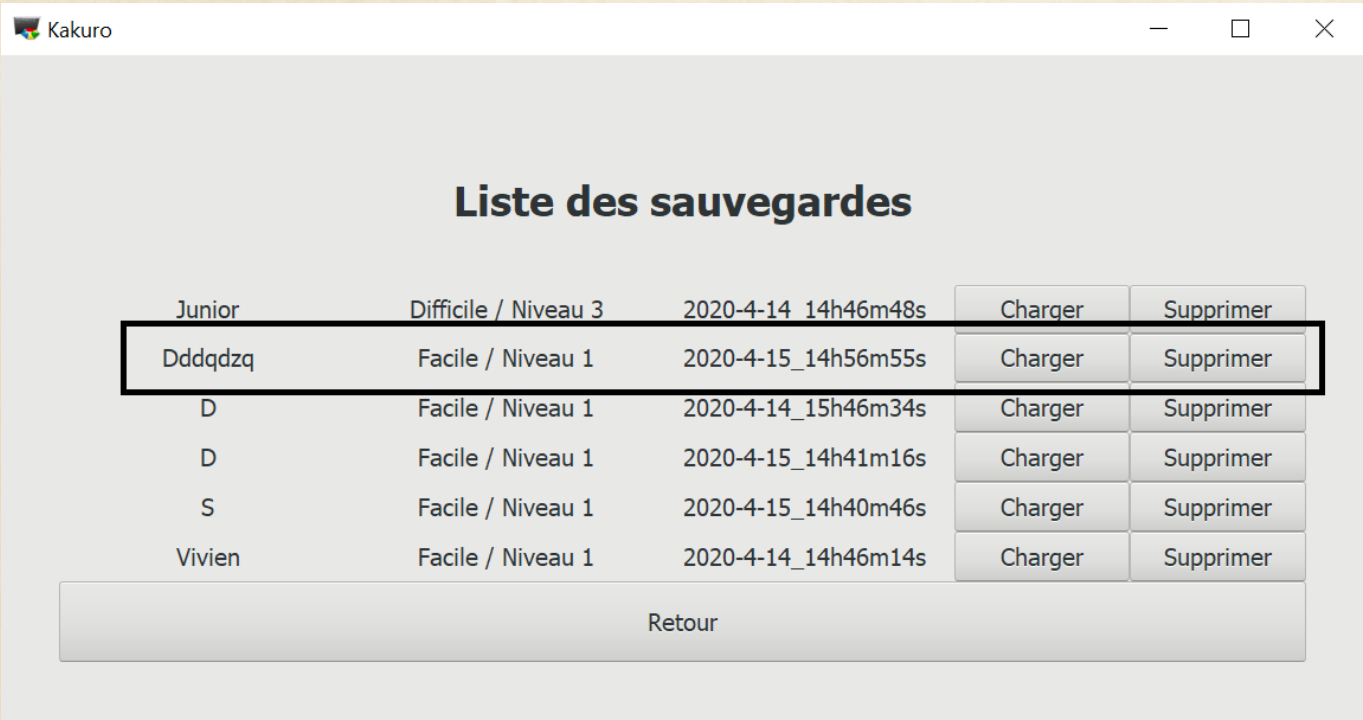 Kakuro
Liste des sauvegardes
Junior Difficile / Niveau 3 2020-4-14_14h46m48s Charger Supprimer
Dddqdzq Facile / Niveau 1 2020-4-15_14h56m55s Charger Supprimer
D Facile / Niveau 1 2020-4-14_15h46m34s Charger Supprimer
D Facile / Niveau 1 2020-4-15_14h41m16s Charger Supprimer
S Facile / Niveau 1 2020-4-15_14h40m46s Charger Supprimer
Vivien Facile / Niveau 1 2020-4-14_14h46m14s Charger Supprimer
Retour